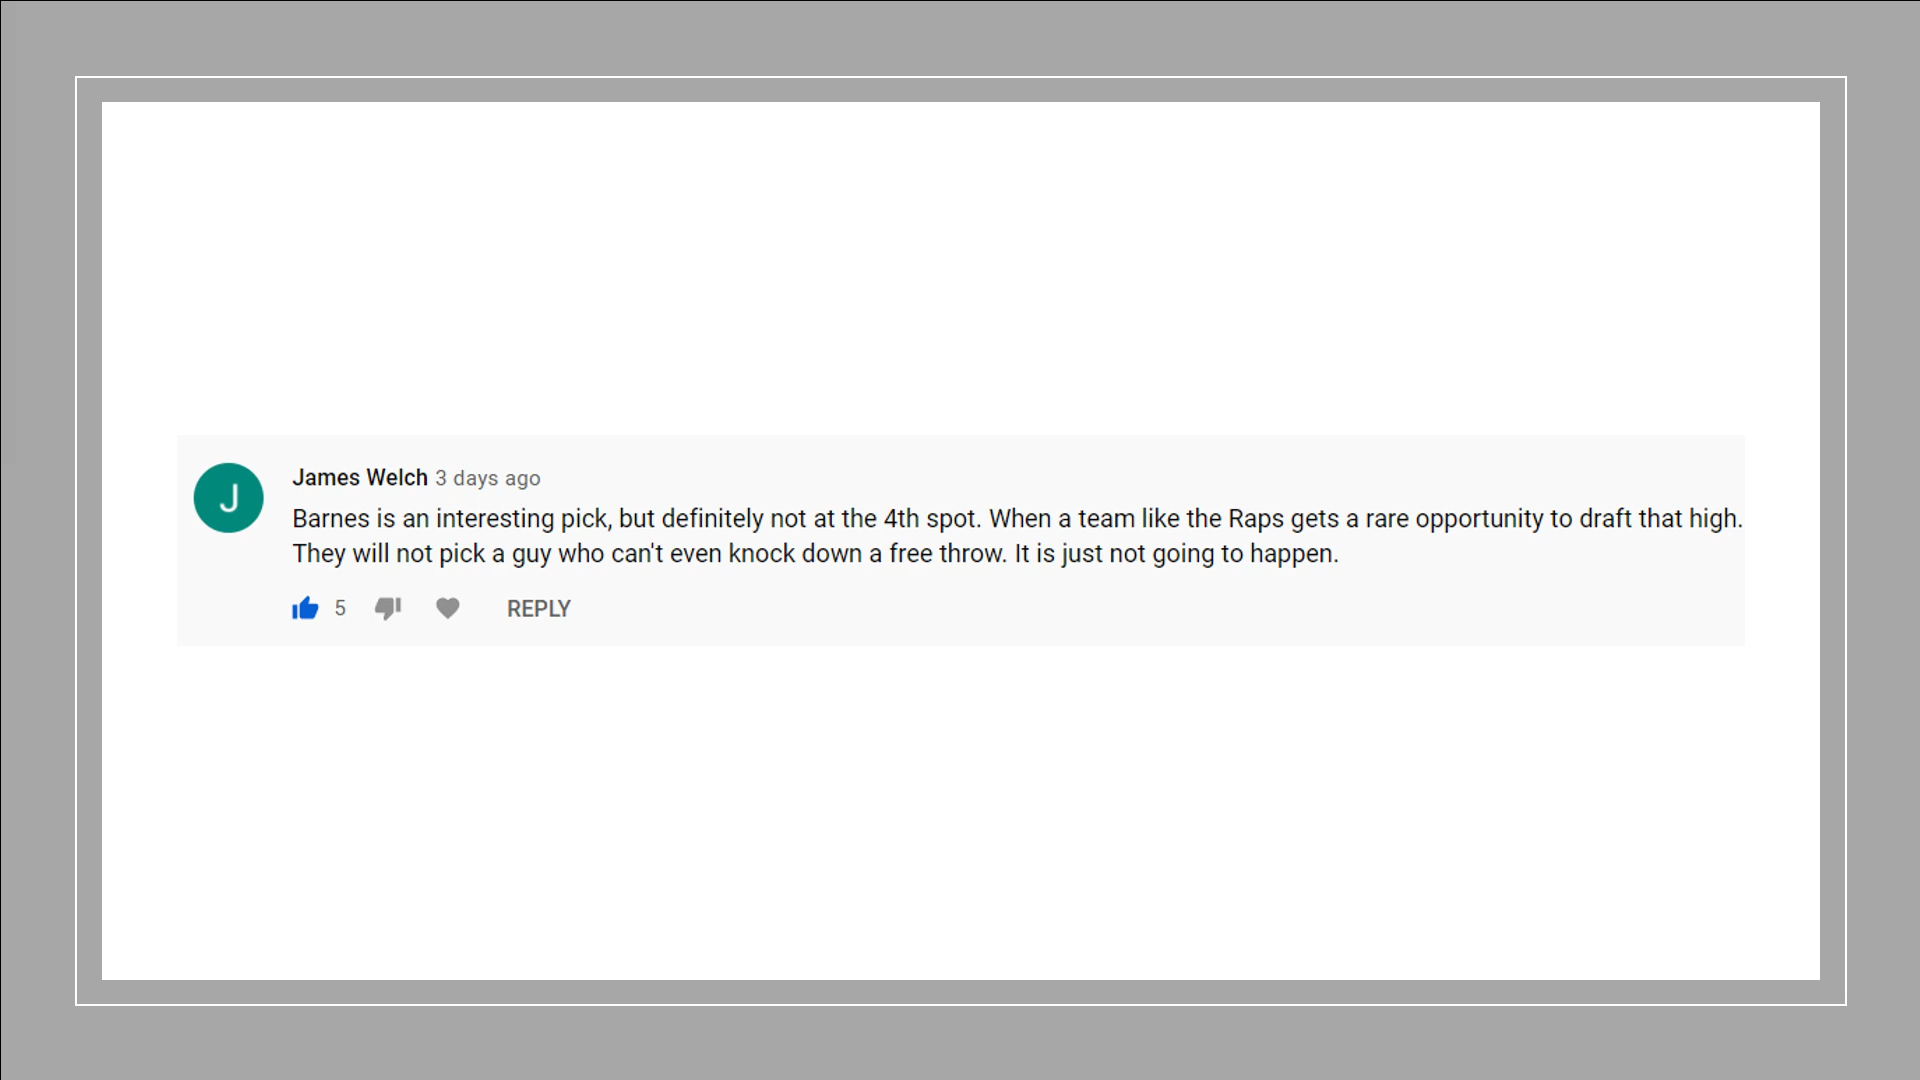 J
James Welch 3 days ago
Barnes is an interesting pick, but definitely not at the 4th spot. When a team like the Raps gets a rare opportunity to draft that high.
They will not pick a guy who can't even knock down a free throw. It is just not going to happen.
5 REPLY